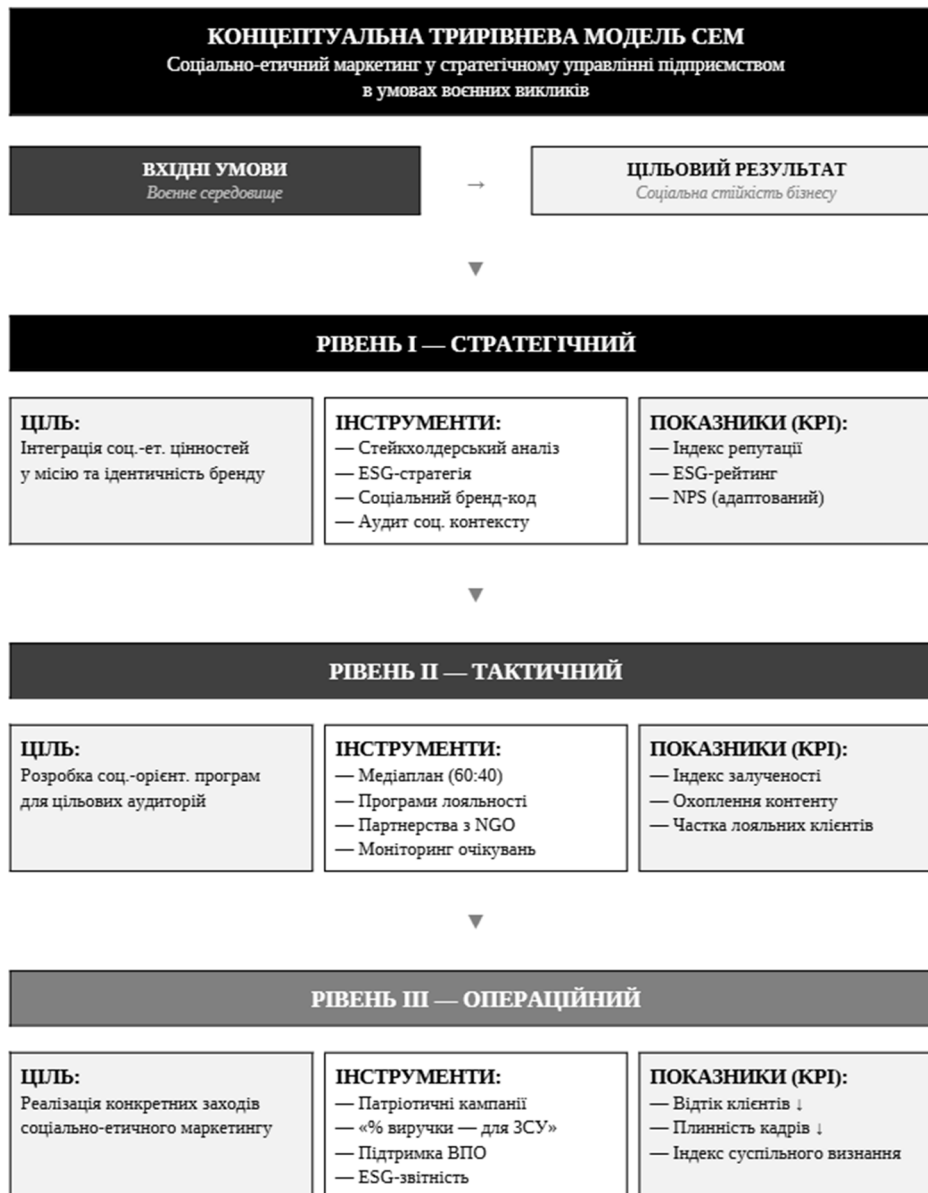 КОНЦЕПТУАЛЬНА ТРИРІВНЕВА МОДЕЛЬ СЕМ
Соціально-етичний маркетинг у стратегічному управлінні підприємством
в умовах воєнних викликів
ВХІДНІ УМОВИ
Воєнне середовище
→
ЦІЛЬОВИЙ РЕЗУЛЬТАТ
Соціальна стійкість бізнесу
▼
РІВЕНЬ І — СТРАТЕГІЧНИЙ
ЦІЛЬ:
Інтеграція соц.-ет. цінностей
у місію та ідентичність бренду
ІНСТРУМЕНТИ:
— Стейкхолдерський аналіз
— ESG-стратегія
— Соціальний бренд-код
— Аудит соц. контексту
ПОКАЗНИКИ (KPI):
— Індекс репутації
— ESG-рейтинг
— NPS (адаптований)
▼
РІВЕНЬ ІІ — ТАКТИЧНИЙ
ЦІЛЬ:
Розробка соц.-орієнт. програм
для цільових аудиторій
ІНСТРУМЕНТИ:
— Медіаплан (60:40)
— Програми лояльності
— Партнерства з NGO
— Моніторинг очікувань
ПОКАЗНИКИ (KPI):
— Індекс залученості
— Охоплення контенту
— Частка лояльних клієнтів
▼
РІВЕНЬ ІІІ — ОПЕРАЦІЙНИЙ
ЦІЛЬ:
Реалізація конкретних заходів
соціально-етичного маркетингу
ІНСТРУМЕНТИ:
— Патріотичні кампанії
— «% виручки — для ЗСУ»
— Підтримка ВПО
— ESG-звітність
ПОКАЗНИКИ (KPI):
— Відтік клієнтів ↓
— Плинність кадрів ↓
— Індекс суспільного визнання